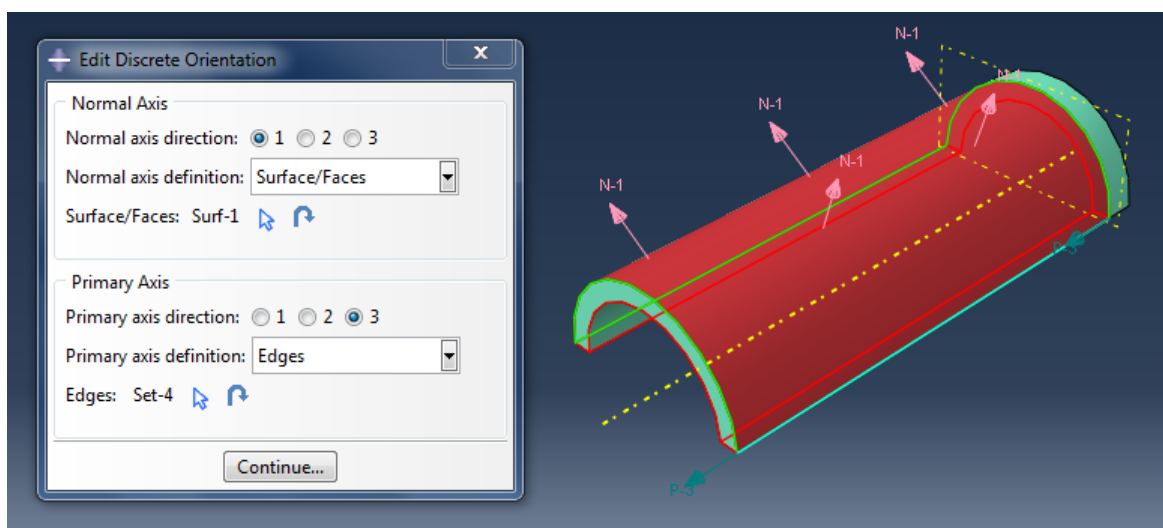 Edit Discrete Orientation
x
Normal Axis
Normal axis direction: 1 2 3
Normal axis definition: Surface/Faces
Surface/Faces: Surf-1
Primary Axis
Primary axis direction: 1 2 3
Primary axis definition: Edges
Edges: Set-4
Continue...
N-1
N-1
N-1
N-1
N-1
P-3
P-3